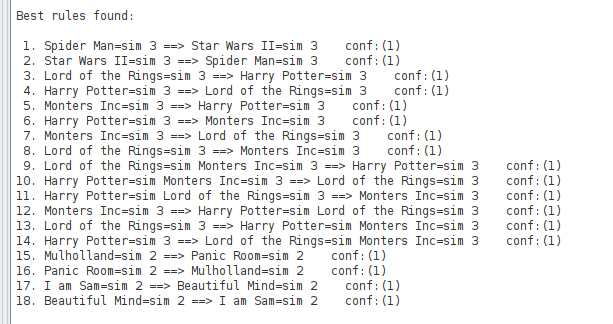 Best rules found:
1. Spider Man=sim 3 ==> Star Wars II=sim 3 conf:(1)
2. Star Wars II=sim 3 ==> Spider Man=sim 3 conf:(1)
3. Lord of the Rings=sim 3 ==> Harry Potter=sim 3 conf:(1)
4. Harry Potter=sim 3 ==> Lord of the Rings=sim 3 conf:(1)
5. Monters Inc=sim 3 ==> Harry Potter=sim 3 conf:(1)
6. Harry Potter=sim 3 ==> Monters Inc=sim 3 conf:(1)
7. Monters Inc=sim 3 ==> Lord of the Rings=sim 3 conf:(1)
8. Lord of the Rings=sim 3 ==> Monters Inc=sim 3 conf:(1)
9. Lord of the Rings=sim Monters Inc=sim 3 ==> Harry Potter=sim 3 conf:(1)
10. Harry Potter=sim Monters Inc=sim 3 ==> Lord of the Rings=sim 3 conf:(1)
11. Harry Potter=sim Lord of the Rings=sim 3 ==> Monters Inc=sim 3 conf:(1)
12. Monters Inc=sim 3 ==> Harry Potter=sim Lord of the Rings=sim 3 conf:(1)
13. Lord of the Rings=sim 3 ==> Harry Potter=sim Monters Inc=sim 3 conf:(1)
14. Harry Potter=sim 3 ==> Lord of the Rings=sim Monters Inc=sim 3 conf:(1)
15. Mulholland=sim 2 ==> Panic Room=sim 2 conf:(1)
16. Panic Room=sim 2 ==> Mulholland=sim 2 conf:(1)
17. I am Sam=sim 2 ==> Beautiful Mind=sim 2 conf:(1)
18. Beautiful Mind=sim 2 ==> I am Sam=sim 2 conf:(1)